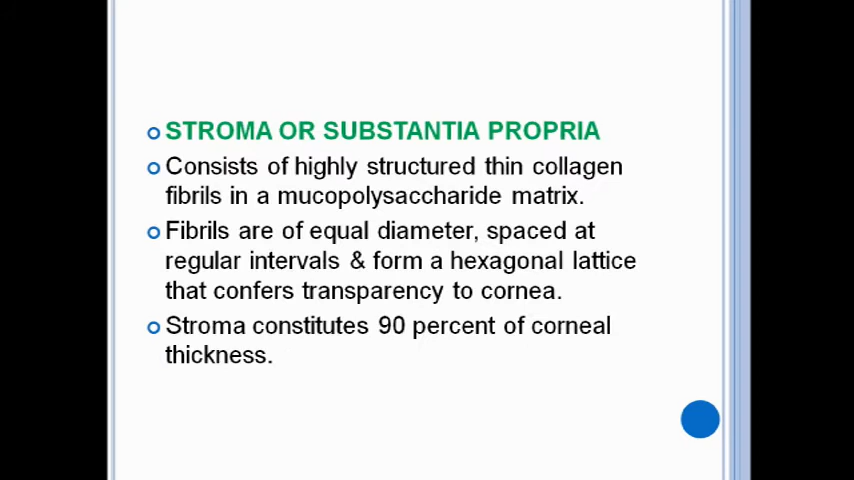 STROMA OR SUBSTANTIA PROPRIA
Consists of highly structured thin collagen
fibrils in a mucopolysaccharide matrix.
Fibrils are of equal diameter, spaced at
regular intervals & form a hexagonal lattice
that confers transparency to cornea.
Stroma constitutes 90 percent of corneal
thickness.